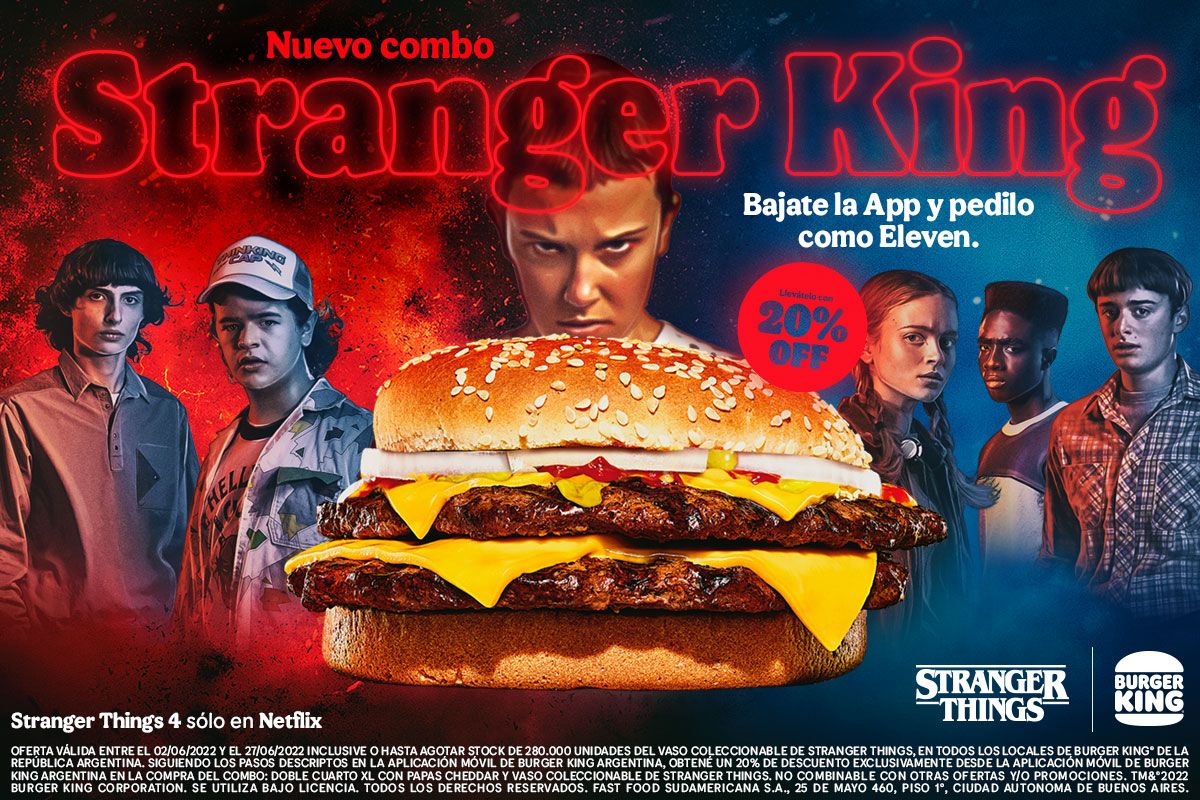 Nuevo combo
Stranger King
Bajate la App y pedilo
como Eleven.
Llevátelo con
20%
OFF
THINKING
CAP
HELL
STRANGER
THINGS
BURGER
KING
Stranger Things 4 sólo en Netflix
OFERTA VÁLIDA ENTRE EL 02/06/2022 Y EL 27/06/2022 INCLUSIVE O HASTA AGOTAR STOCK DE 280.000 UNIDADES DEL VASO COLECCIONABLE DE STRANGER THINGS, EN TODOS LOS LOCALES DE BURGER KING® DE LA
REPÚBLICA ARGENTINA. SIGUIENDO LOS PASOS DESCRIPTOS EN LA APLICACIÓN MÓVIL DE BURGER KING ARGENTINA, OBTENÉ UN 20% DE DESCUENTO EXCLUSIVAMENTE DESDE LA APLICACIÓN MÓVIL DE BURGER
KING ARGENTINA EN LA COMPRA DEL COMBO: DOBLE CUARTO XL CON PAPAS CHEDDAR Y VASO COLECCIONABLE DE STRANGER THINGS. NO COMBINABLE CON OTRAS OFERTAS Y/O PROMOCIONES. TM&®2022
BURGER KING CORPORATION. SE UTILIZA BAJO LICENCIA. TODOS LOS DERECHOS RESERVADOS. FAST FOOD SUDAMERICANA S.A., 25 DE MAYO 460, PISO 1°, CIUDAD AUTONOMA DE BUENOS AIRES.